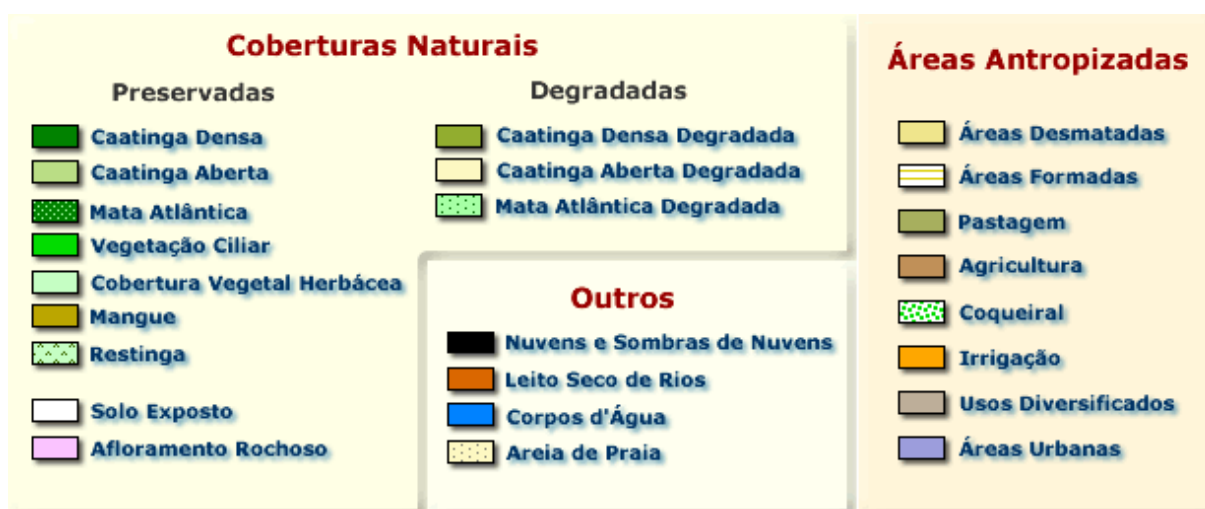 Coberturas Naturais
Preservadas
Caatinga Densa
Caatinga Aberta
Mata Atlântica
Vegetação Ciliar
Cobertura Vegetal Herbácea
Mangue
Restinga
Solo Exposto
Afloramento Rochoso
Degradadas
Caatinga Densa Degradada
Caatinga Aberta Degradada
Mata Atlântica Degradada
Outros
Nuvens e Sombras de Nuvens
Leito Seco de Rios
Corpos d'Água
Areia de Praia
Áreas Antropizadas
Áreas Desmatadas
Áreas Formadas
Pastagem
Agricultura
Coqueiral
Irrigação
Usos Diversificados
Áreas Urbanas